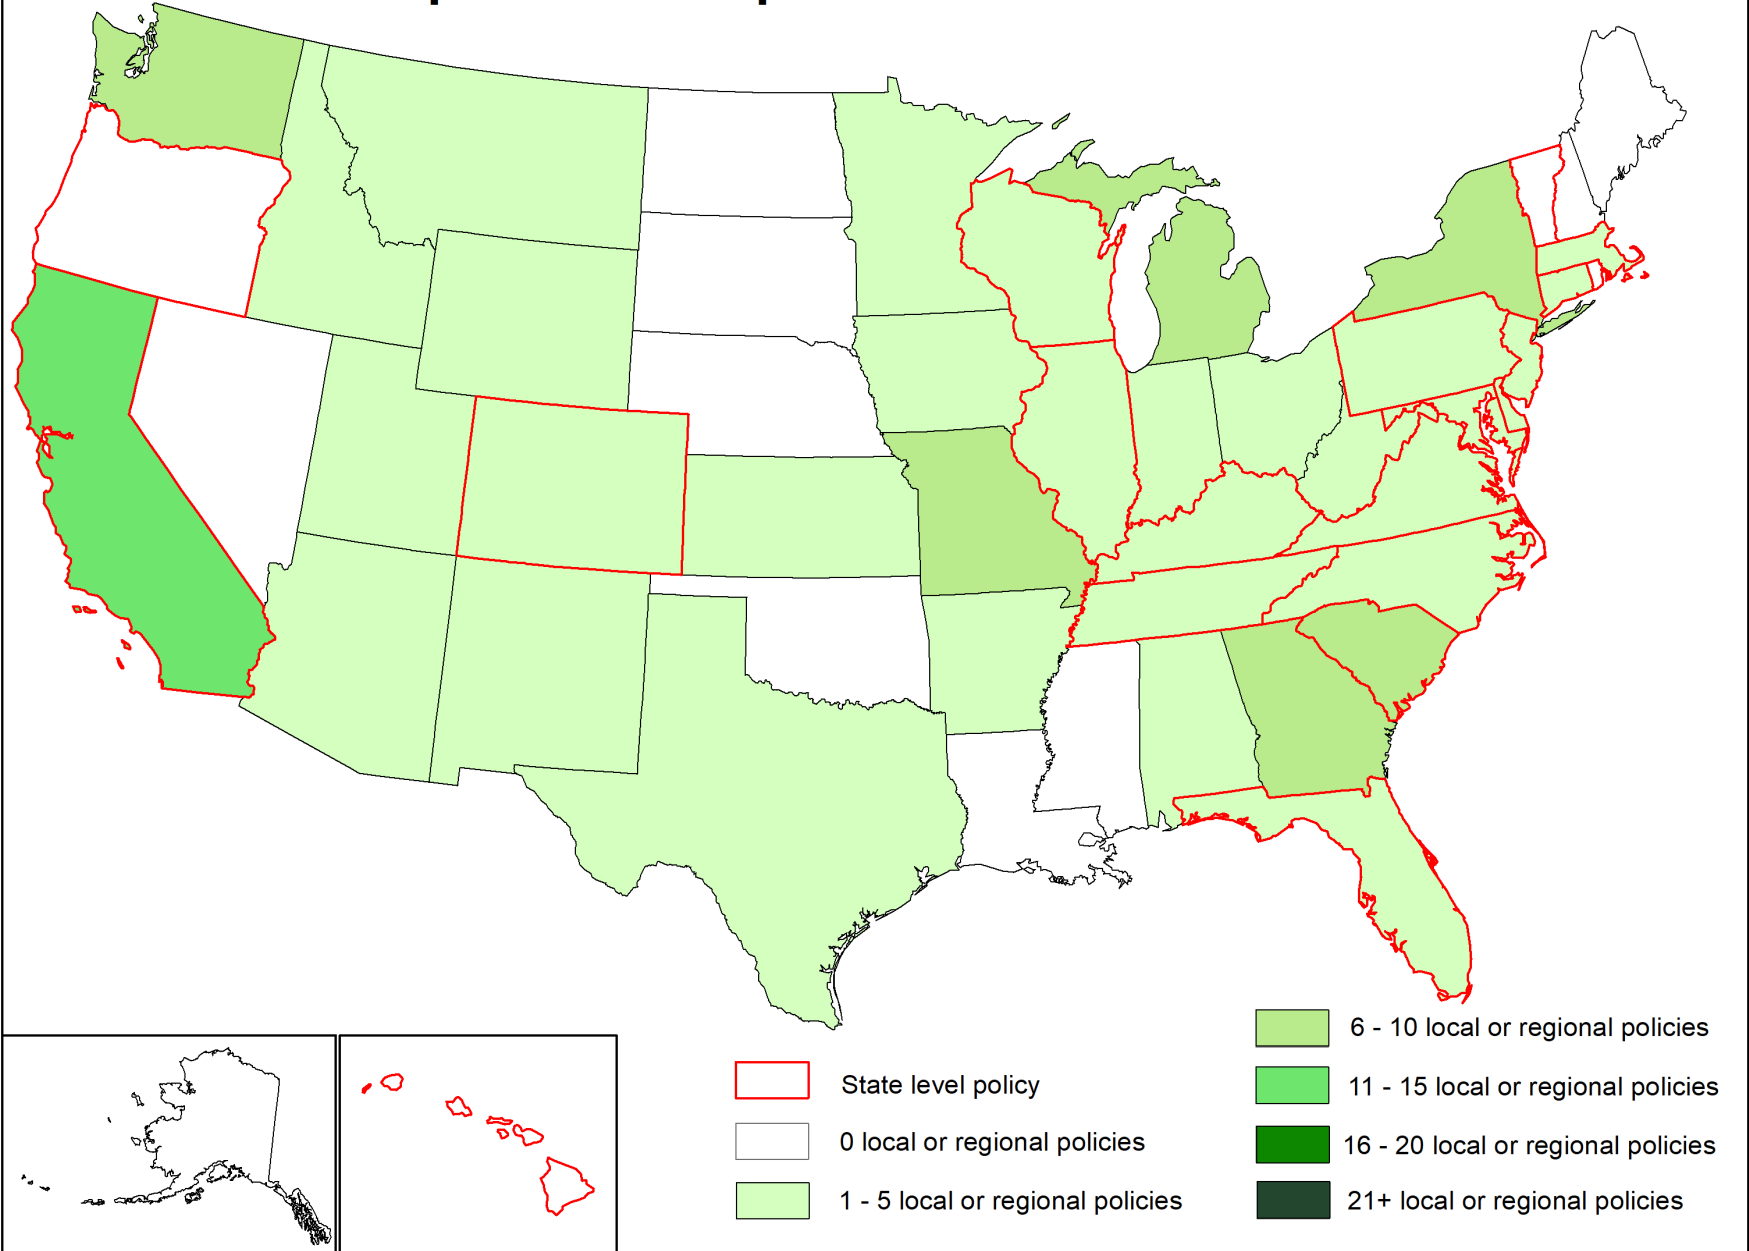 State level policy
0 local or regional policies
1 - 5 local or regional policies
6 - 10 local or regional policies
11 - 15 local or regional policies
16 - 20 local or regional policies
21+ local or regional policies